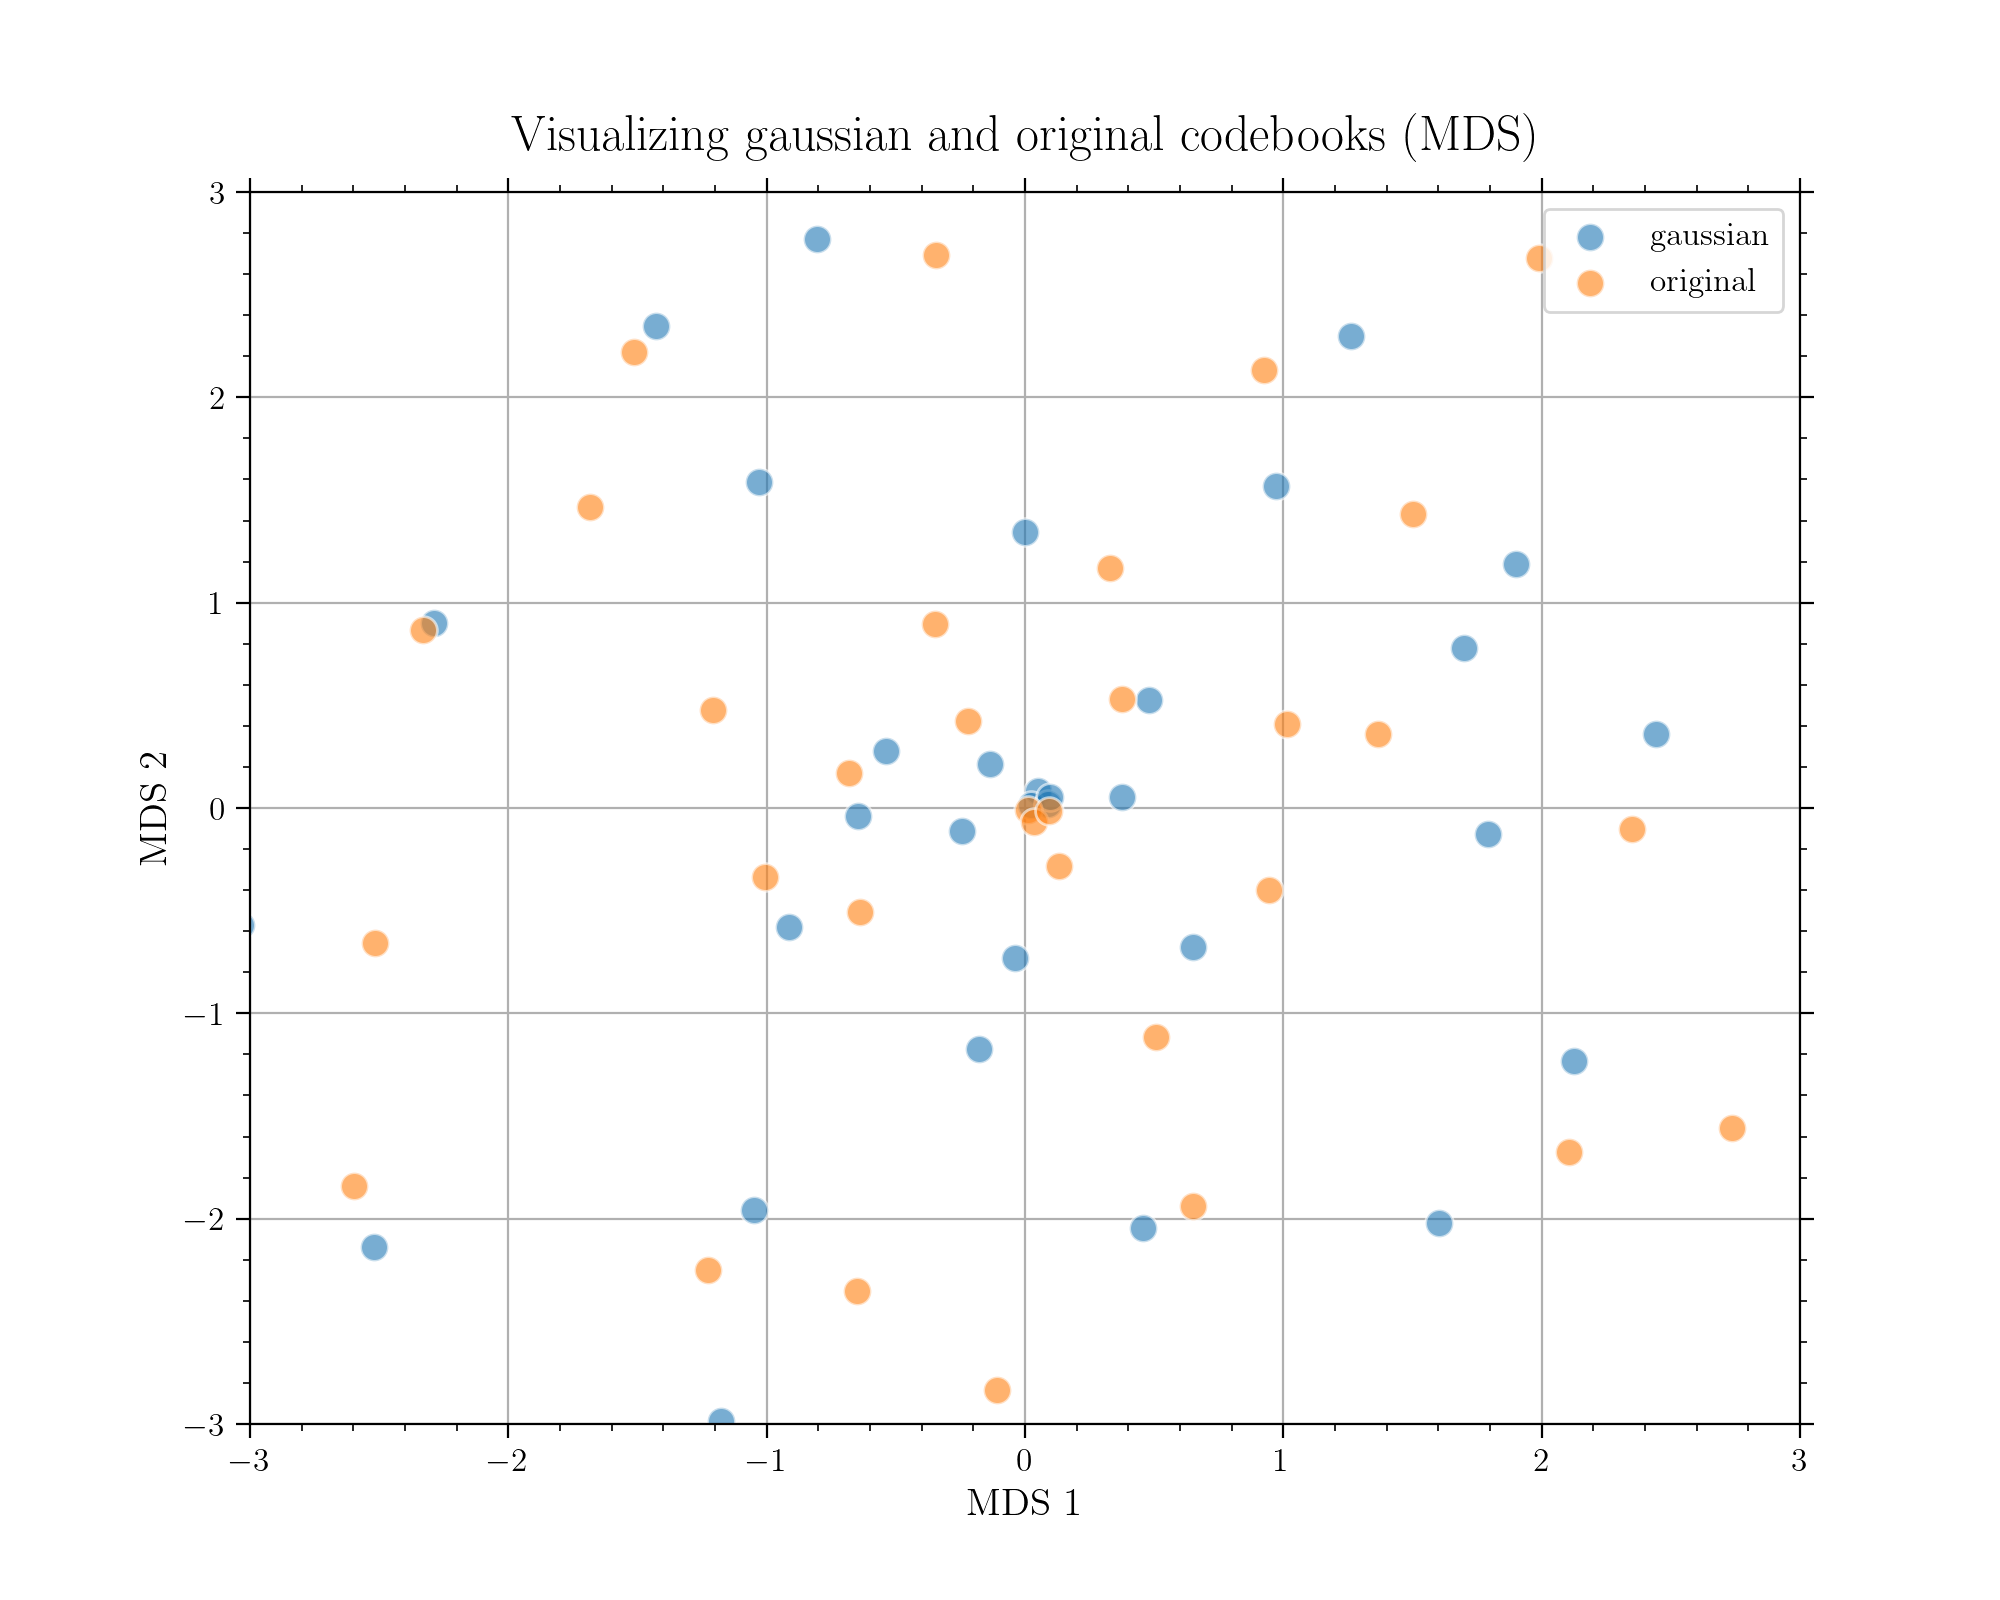 Visualizing gaussian and original codebooks (MDS)
gaussian
original
3
2
1
0
−1
−2
−3
MDS 2
−3
−2
−1
0
1
2
3
MDS 1